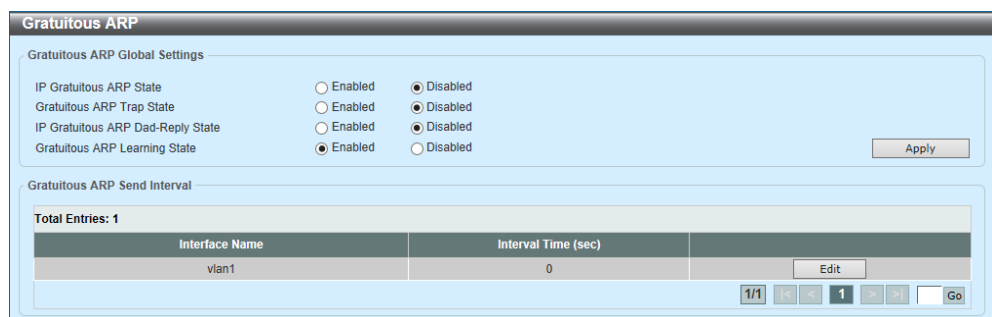 Gratuitous ARP
Gratuitous ARP Global Settings
IP Gratuitous ARP State Enabled Disabled
Gratuitous ARP Trap State Enabled Disabled
IP Gratuitous ARP Dad-Reply State Enabled Disabled
Gratuitous ARP Learning State Enabled Disabled Apply
Gratuitous ARP Send Interval
Total Entries: 1
Interface Name Interval Time (sec)
vlan1 0 Edit
1/1 |< < 1 > >| Go